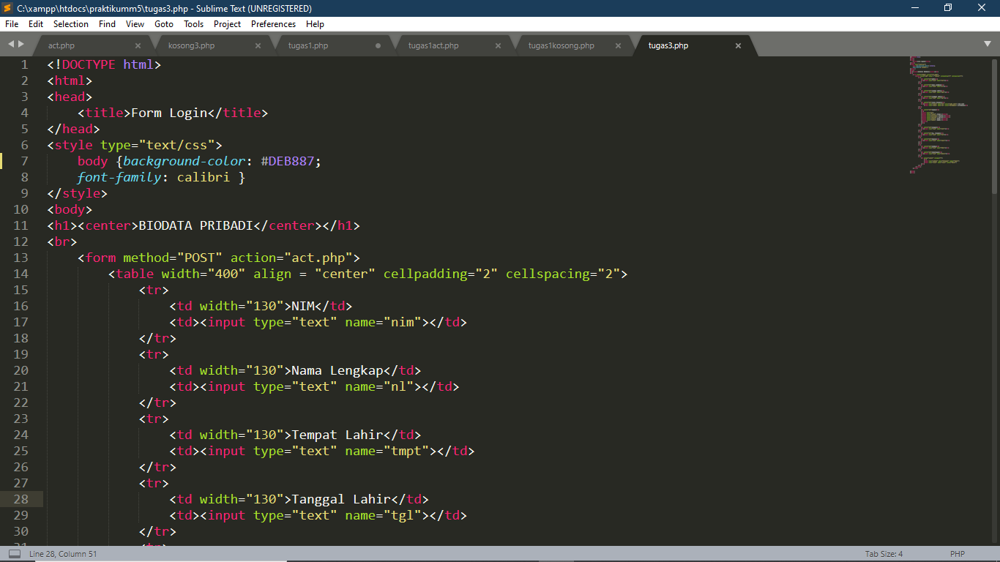 C:\xampp\htdocs\praktikumm5\tugas3.php - Sublime Text (UNREGISTERED)
File Edit Selection Find View Goto Tools Project Preferences Help
act.php kosong3.php tugas1.php tugas1act.php tugas1kosong.php tugas3.php
1 <!DOCTYPE html>
2 <html>
3 <head>
4     <title>Form Login</title>
5 </head>
6 <style type="text/css">
7     body {background-color: #DEB887;
8     font-family: calibri }
9 </style>
10 <body>
11 <h1><center>BIODATA PRIBADI</center></h1>
12 <br>
13     <form method="POST" action="act.php">
14         <table width="400" align = "center" cellpadding="2" cellspacing="2">
15             <tr>
16                 <td width="130">NIM</td>
17                 <td><input type="text" name="nim"></td>
18             </tr>
19             <tr>
20                 <td width="130">Nama Lengkap</td>
21                 <td><input type="text" name="nl"></td>
22             </tr>
23             <tr>
24                 <td width="130">Tempat Lahir</td>
25                 <td><input type="text" name="tmpt"></td>
26             </tr>
27             <tr>
28                 <td width="130">Tanggal Lahir</td>
29                 <td><input type="text" name="tgl"></td>
30             </tr>
Line 28, Column 51 Tab Size: 4 PHP